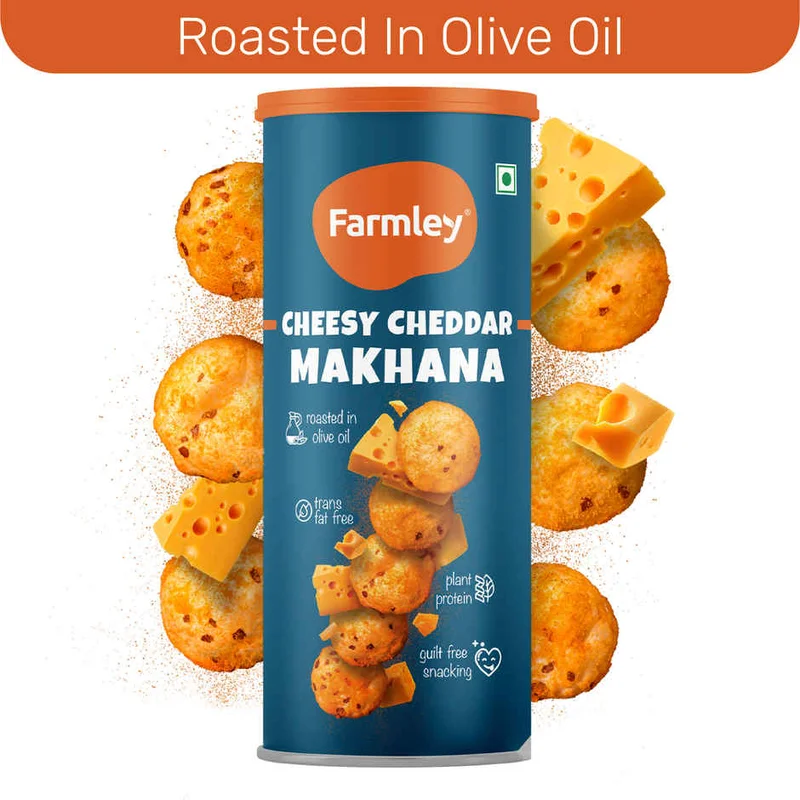 Roasted In Olive Oil
Farmley®
CHEESY CHEDDAR
MAKHANA
roasted in
olive oil
trans
fat free
plant
protein
guilt free
snacking